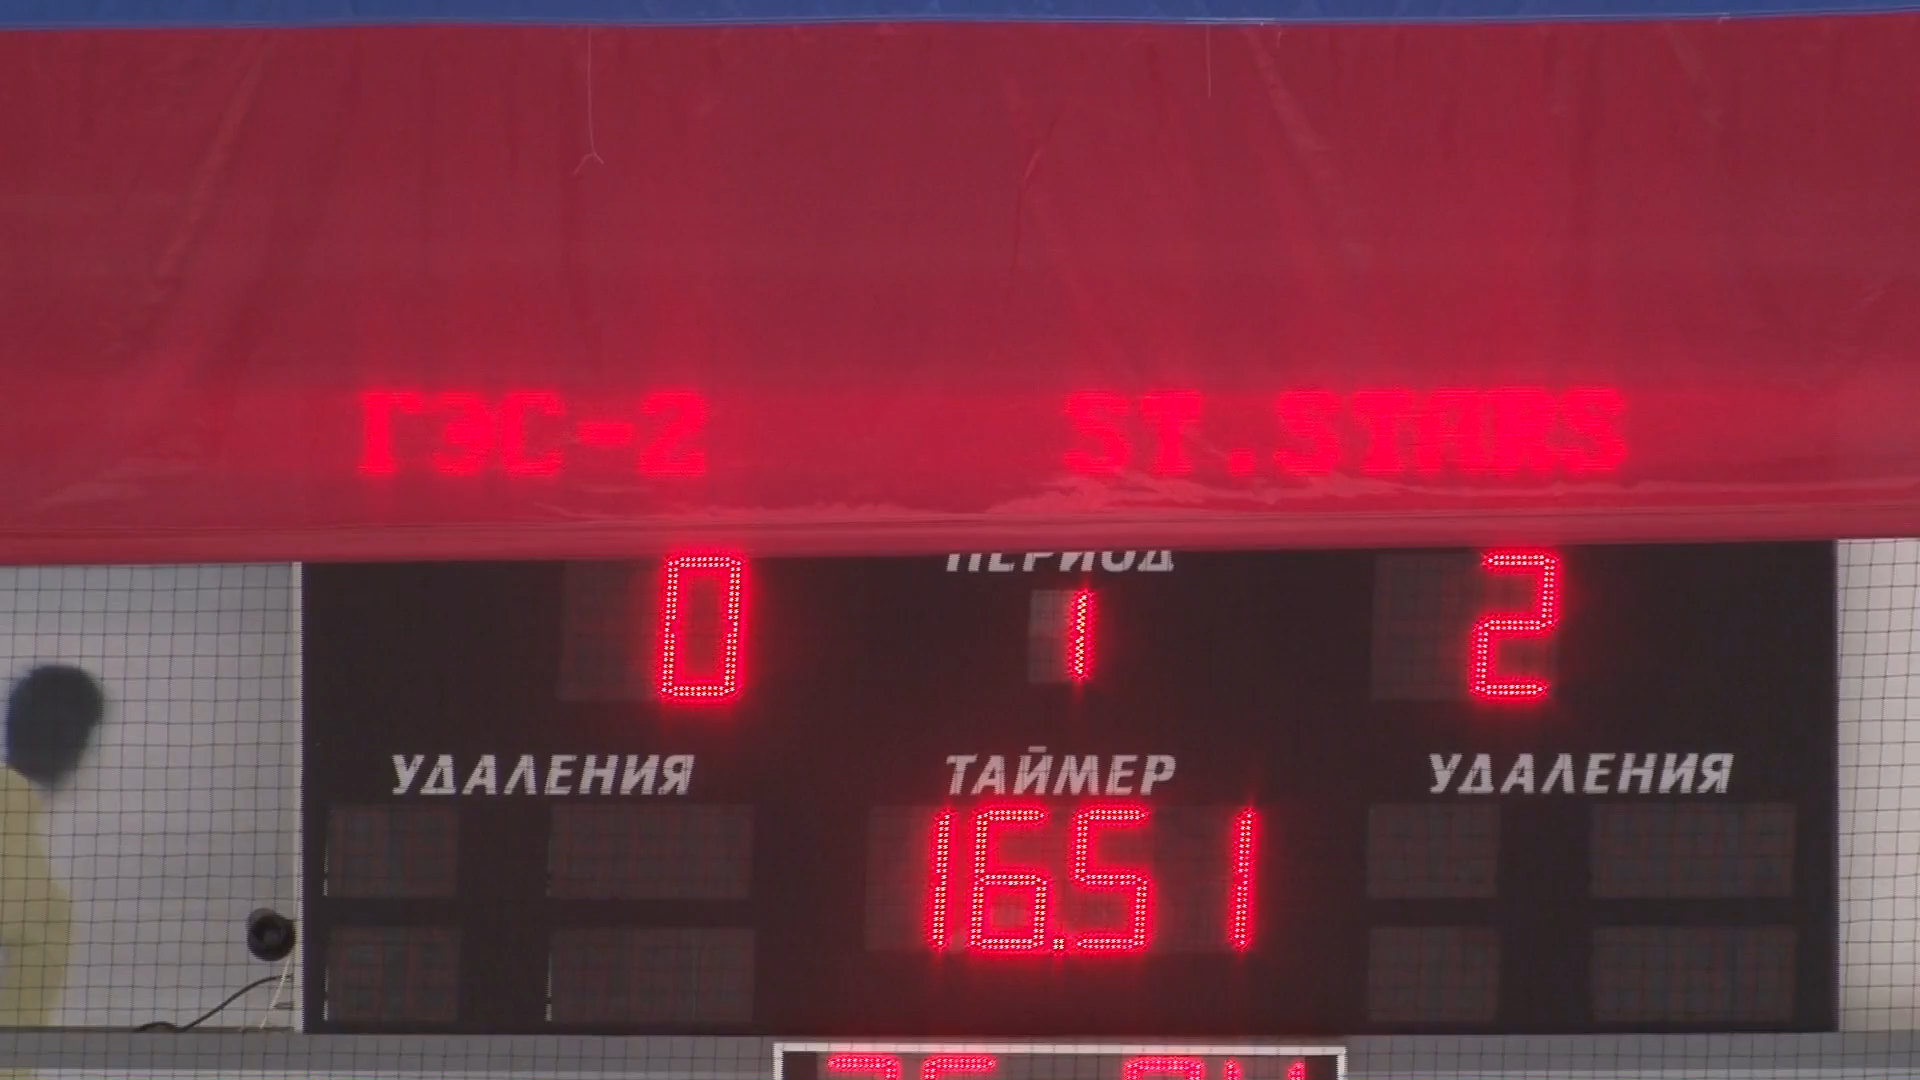 ГЭС-2 ST.STARS
ПЕРИОД
0 1 2
УДАЛЕНИЯ ТАЙМЕР УДАЛЕНИЯ
16.51